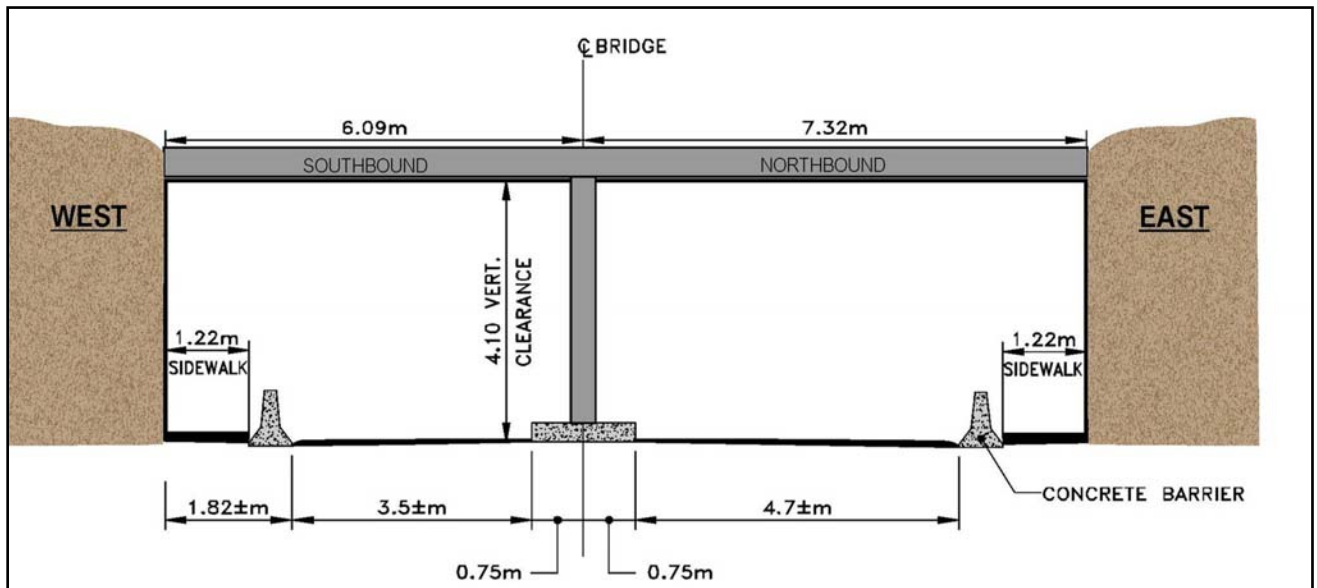 ℄ BRIDGE
6.09m
7.32m
SOUTHBOUND
NORTHBOUND
WEST
EAST
4.10 VERT.
CLEARANCE
1.22m
SIDEWALK
1.22m
SIDEWALK
CONCRETE BARRIER
1.82±m
3.5±m
4.7±m
0.75m
0.75m